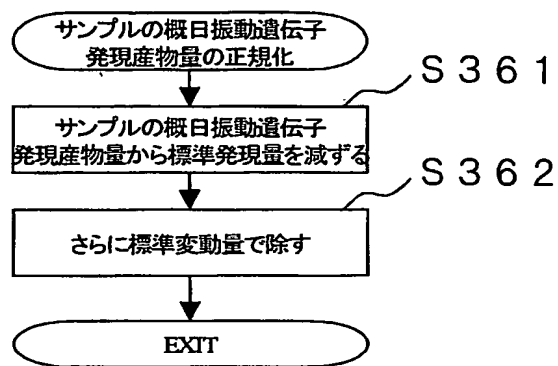 サンプルの概日振動遺伝子
発現産物量の正規化
S361
サンプルの概日振動遺伝子
発現産物量から標準発現量を減ずる
S362
さらに標準変動量で除す
EXIT